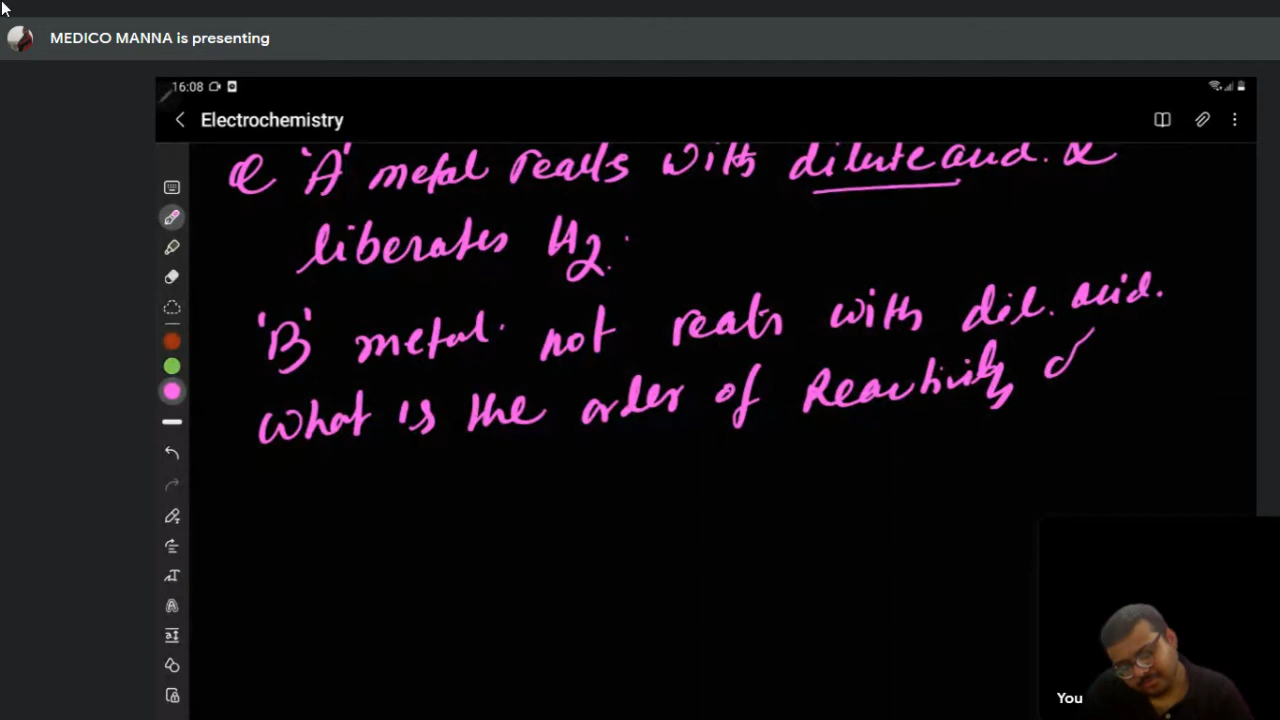 MEDICO MANNA is presenting
16:08
Electrochemistry
Q 'A' metal reacts with dilute acid. &
liberates H2.
'B' metal. not reacts with dil. acid.
What is the order of Reactivity of
You